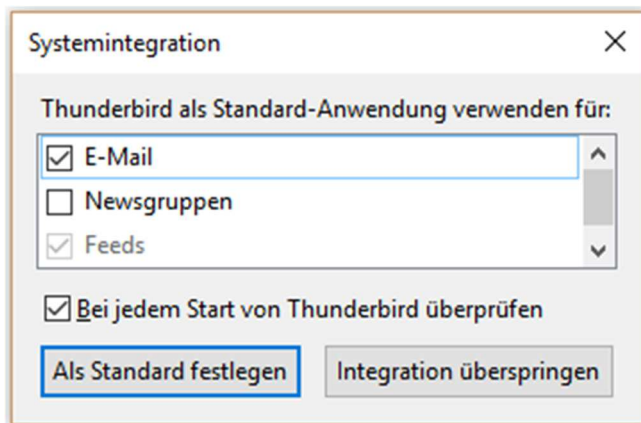 Systemintegration
Thunderbird als Standard-Anwendung verwenden für:
E-Mail
Newsgruppen
Feeds
Bei jedem Start von Thunderbird überprüfen
Als Standard festlegen Integration überspringen